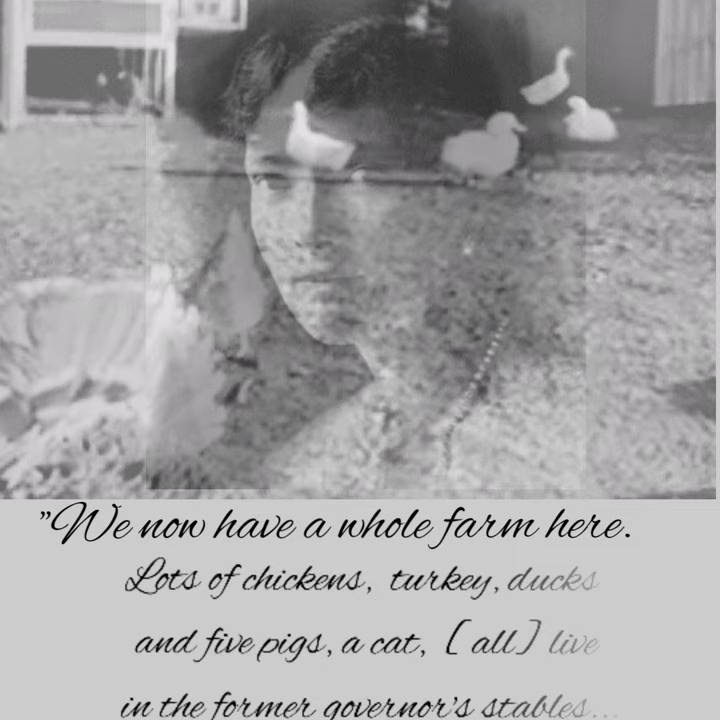 "We now have a whole farm here.
Lots of chickens, turkey, ducks
and five pigs, a cat, [all] live
in the former governor's stables...